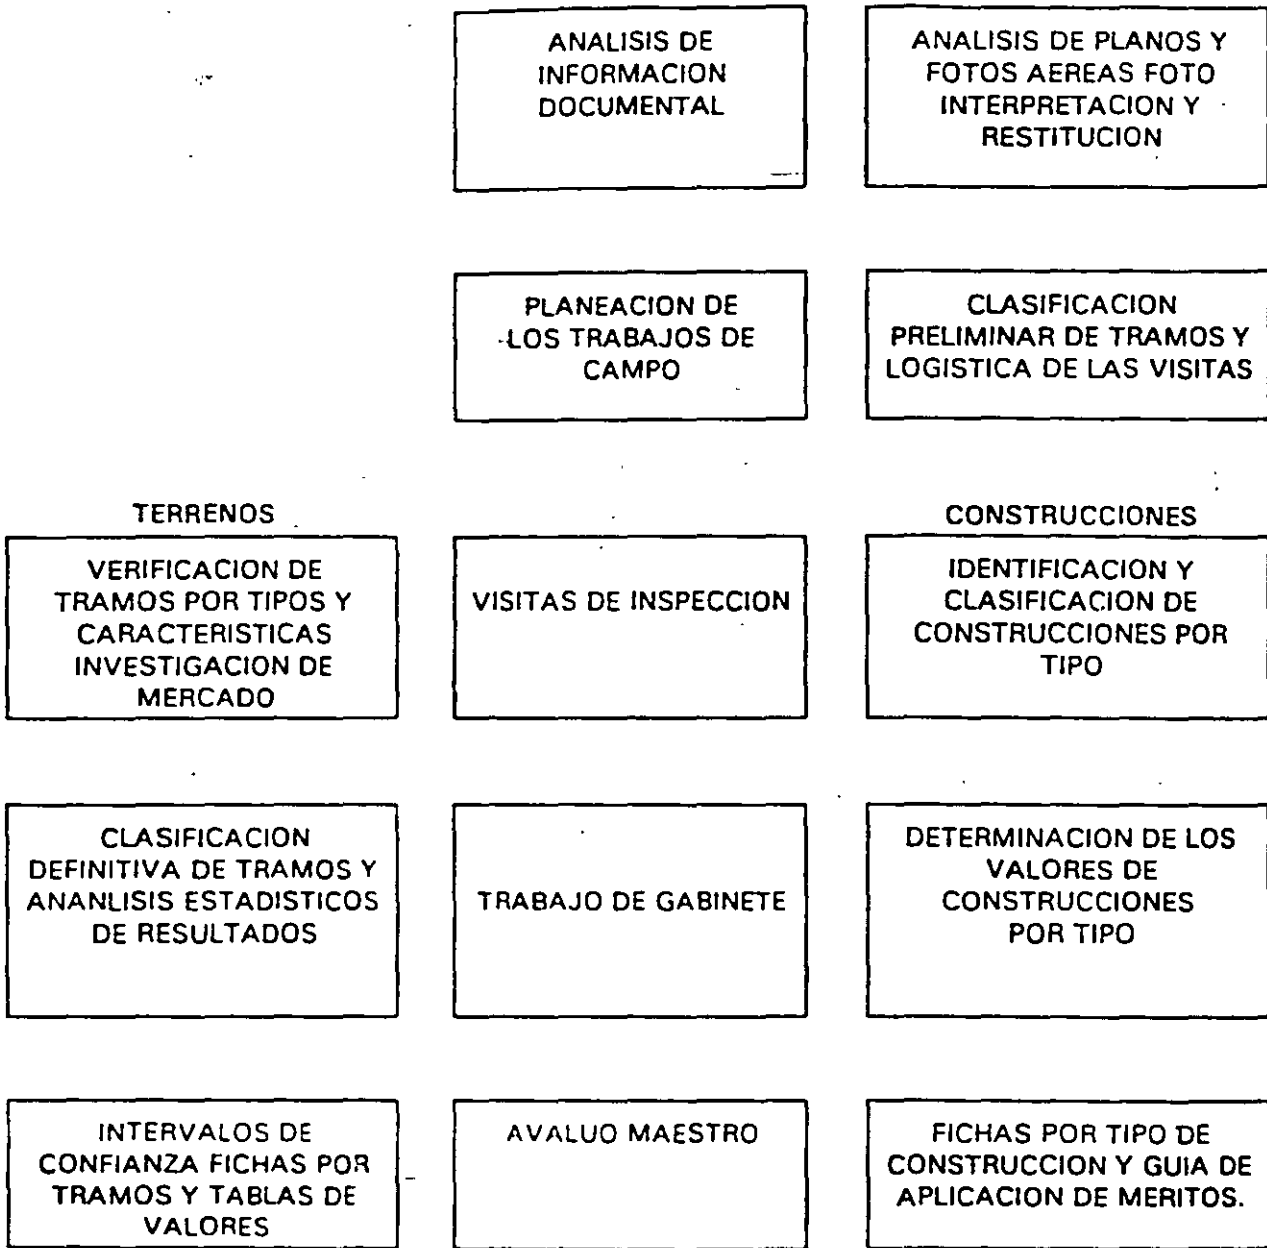 ANALISIS DE
INFORMACION
DOCUMENTAL
ANALISIS DE PLANOS Y
FOTOS AEREAS FOTO
INTERPRETACION Y
RESTITUCION
PLANEACION DE
LOS TRABAJOS DE
CAMPO
CLASIFICACION
PRELIMINAR DE TRAMOS Y
LOGISTICA DE LAS VISITAS
TERRENOS
VERIFICACION DE
TRAMOS POR TIPOS Y
CARACTERISTICAS
INVESTIGACION DE
MERCADO
VISITAS DE INSPECCION
CONSTRUCCIONES
IDENTIFICACION Y
CLASIFICACION DE
CONSTRUCCIONES POR
TIPO
CLASIFICACION
DEFINITIVA DE TRAMOS Y
ANANLISIS ESTADISTICOS
DE RESULTADOS
TRABAJO DE GABINETE
DETERMINACION DE LOS
VALORES DE
CONSTRUCCIONES
POR TIPO
INTERVALOS DE
CONFIANZA FICHAS POR
TRAMOS Y TABLAS DE
VALORES
AVALUO MAESTRO
FICHAS POR TIPO DE
CONSTRUCCION Y GUIA DE
APLICACION DE MERITOS.